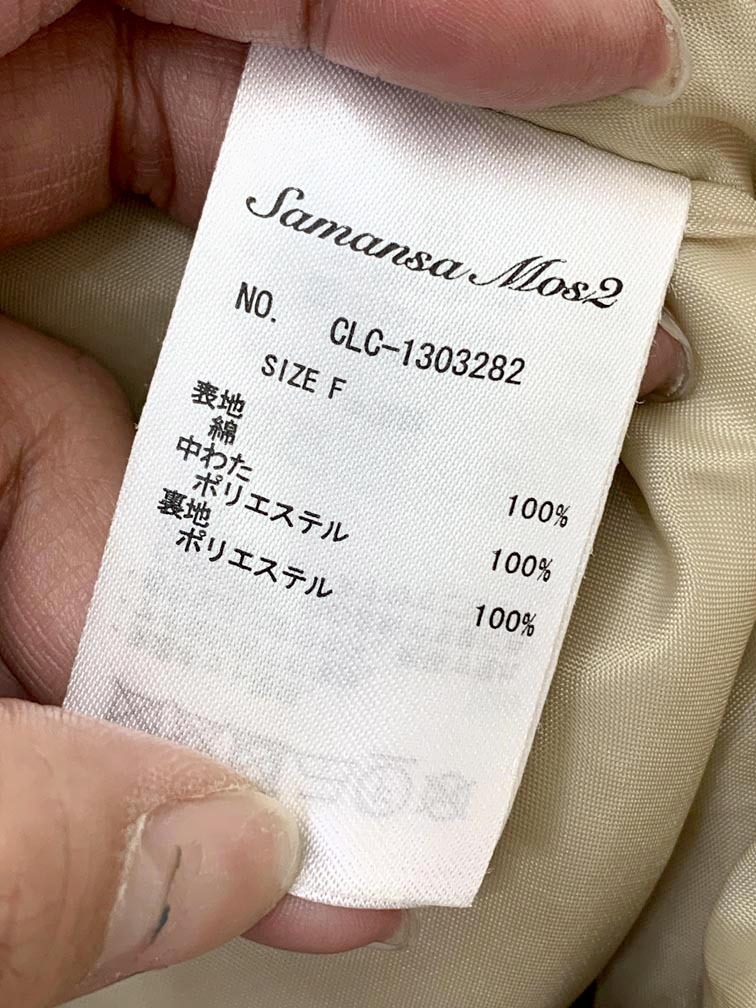 Samansa Mos2
NO. CLC-1303282
SIZE F
表地
綿 100%
中わた
ポリエステル 100%
裏地
ポリエステル 100%